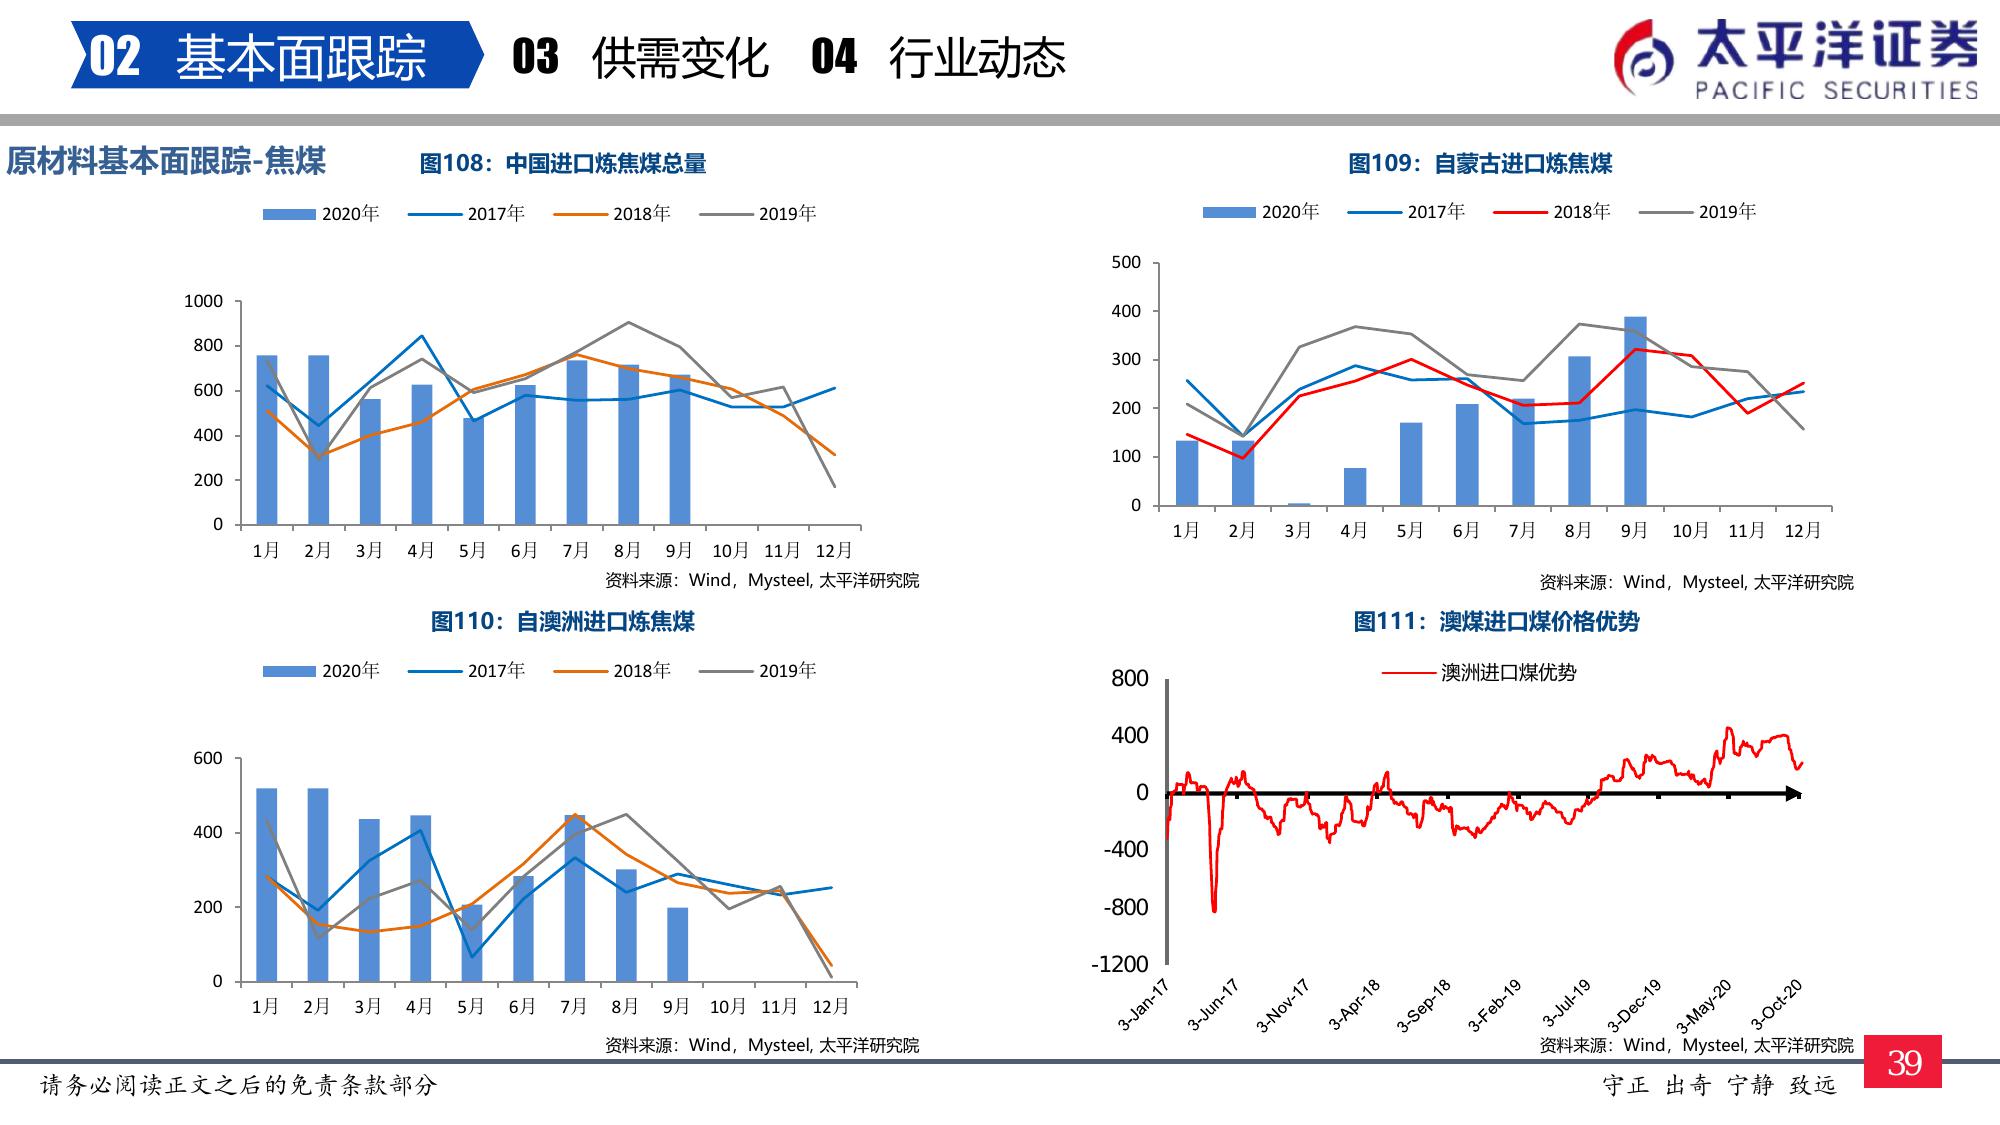 02 基本面跟踪 03 供需变化 04 行业动态
太平洋证券
PACIFIC SECURITIES
原材料基本面跟踪-焦煤
图108：中国进口炼焦煤总量
2020年 2017年 2018年 2019年
1000
800
600
400
200
0
1月 2月 3月 4月 5月 6月 7月 8月 9月 10月 11月 12月
资料来源：Wind，Mysteel, 太平洋研究院
图109：自蒙古进口炼焦煤
2020年 2017年 2018年 2019年
500
400
300
200
100
0
1月 2月 3月 4月 5月 6月 7月 8月 9月 10月 11月 12月
资料来源：Wind，Mysteel, 太平洋研究院
图110：自澳洲进口炼焦煤
2020年 2017年 2018年 2019年
600
400
200
0
1月 2月 3月 4月 5月 6月 7月 8月 9月 10月 11月 12月
资料来源：Wind，Mysteel, 太平洋研究院
图111：澳煤进口煤价格优势
澳洲进口煤优势
800
400
0
-400
-800
-1200
3-Jan-17 3-Jun-17 3-Nov-17 3-Apr-18 3-Sep-18 3-Feb-19 3-Jul-19 3-Dec-19 3-May-20 3-Oct-20
资料来源：Wind，Mysteel, 太平洋研究院
请务必阅读正文之后的免责条款部分
守正 出奇 宁静 致远
39